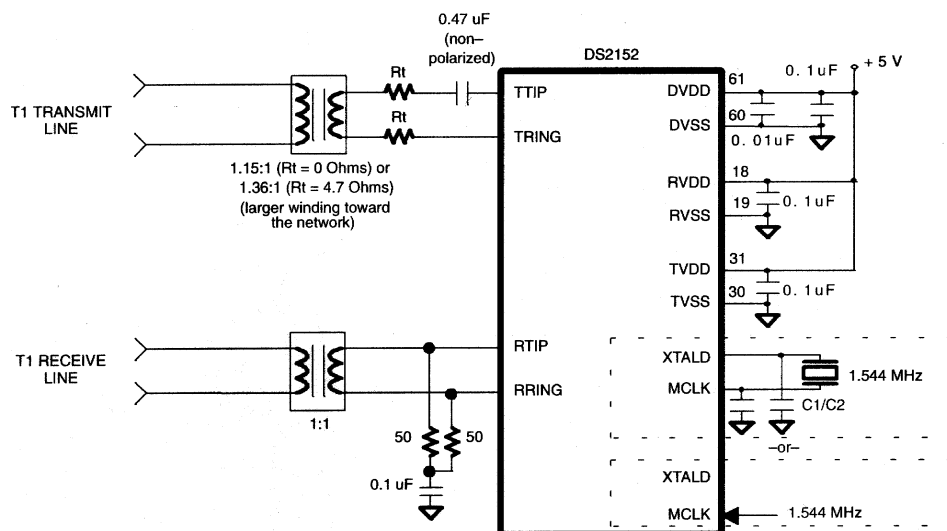 0.47 uF
(non–
polarized)
DS2152
T1 TRANSMIT
LINE
Rt
Rt
TTIP
TRING
1.15:1 (Rt = 0 Ohms) or
1.36:1 (Rt = 4.7 Ohms)
(larger winding toward
the network)
DVDD
61
0.1uF
+ 5 V
DVSS
60
0.01uF
RVDD
18
RVSS
19
0.1uF
TVDD
31
TVSS
30
0.1uF
T1 RECEIVE
LINE
1:1
RTIP
RRING
50
50
0.1 uF
XTALD
MCLK
1.544 MHz
C1/C2
–or–
XTALD
MCLK
1.544 MHz